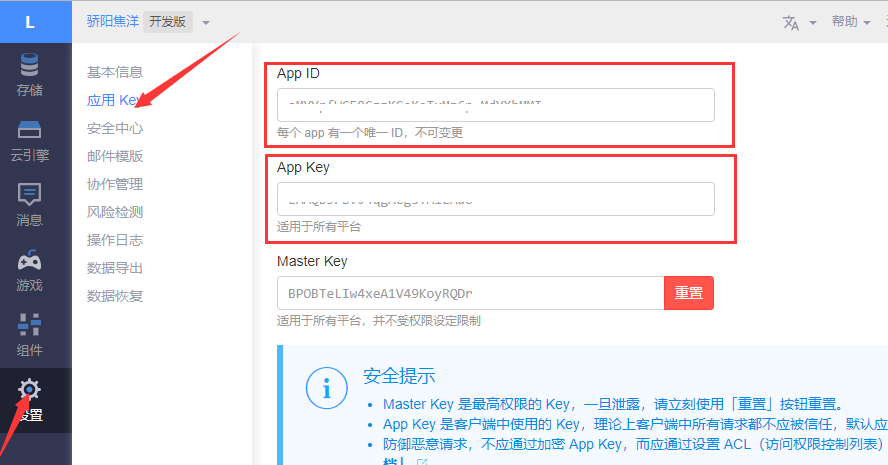 L
骄阳焦洋 开发版
帮助
存储
云引擎
消息
游戏
组件
设置
基本信息
应用 Key
安全中心
邮件模版
协作管理
风险检测
操作日志
数据导出
数据恢复
App ID
每个 app 有一个唯一 ID，不可变更
App Key
适用于所有平台
Master Key
BPOBTeLIw4xeA1V49KoyRQDr
重置
适用于所有平台，并不受权限设定限制
安全提示
Master Key 是最高权限的 Key，一旦泄露，请立刻使用「重置」按钮重置。
App Key 是客户端中使用的 Key，理论上客户端中所有请求都不应被信任，默认应
防御恶意请求，不应通过加密 App Key，而应通过设置 ACL（访问权限控制列表）
档」